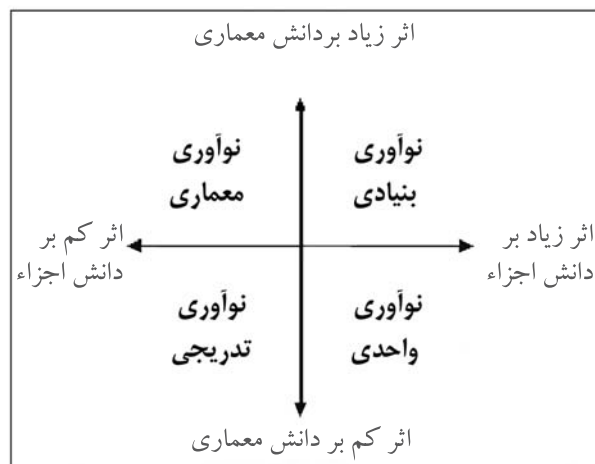 اثر زیاد بردانش معماری
نوآوری
بنیادی
نوآوری
معماری
اثر زیاد بر
دانش اجزاء
اثر کم بر
دانش اجزاء
نوآوری
واحدی
نوآوری
تدریجی
اثر کم بر دانش معماری